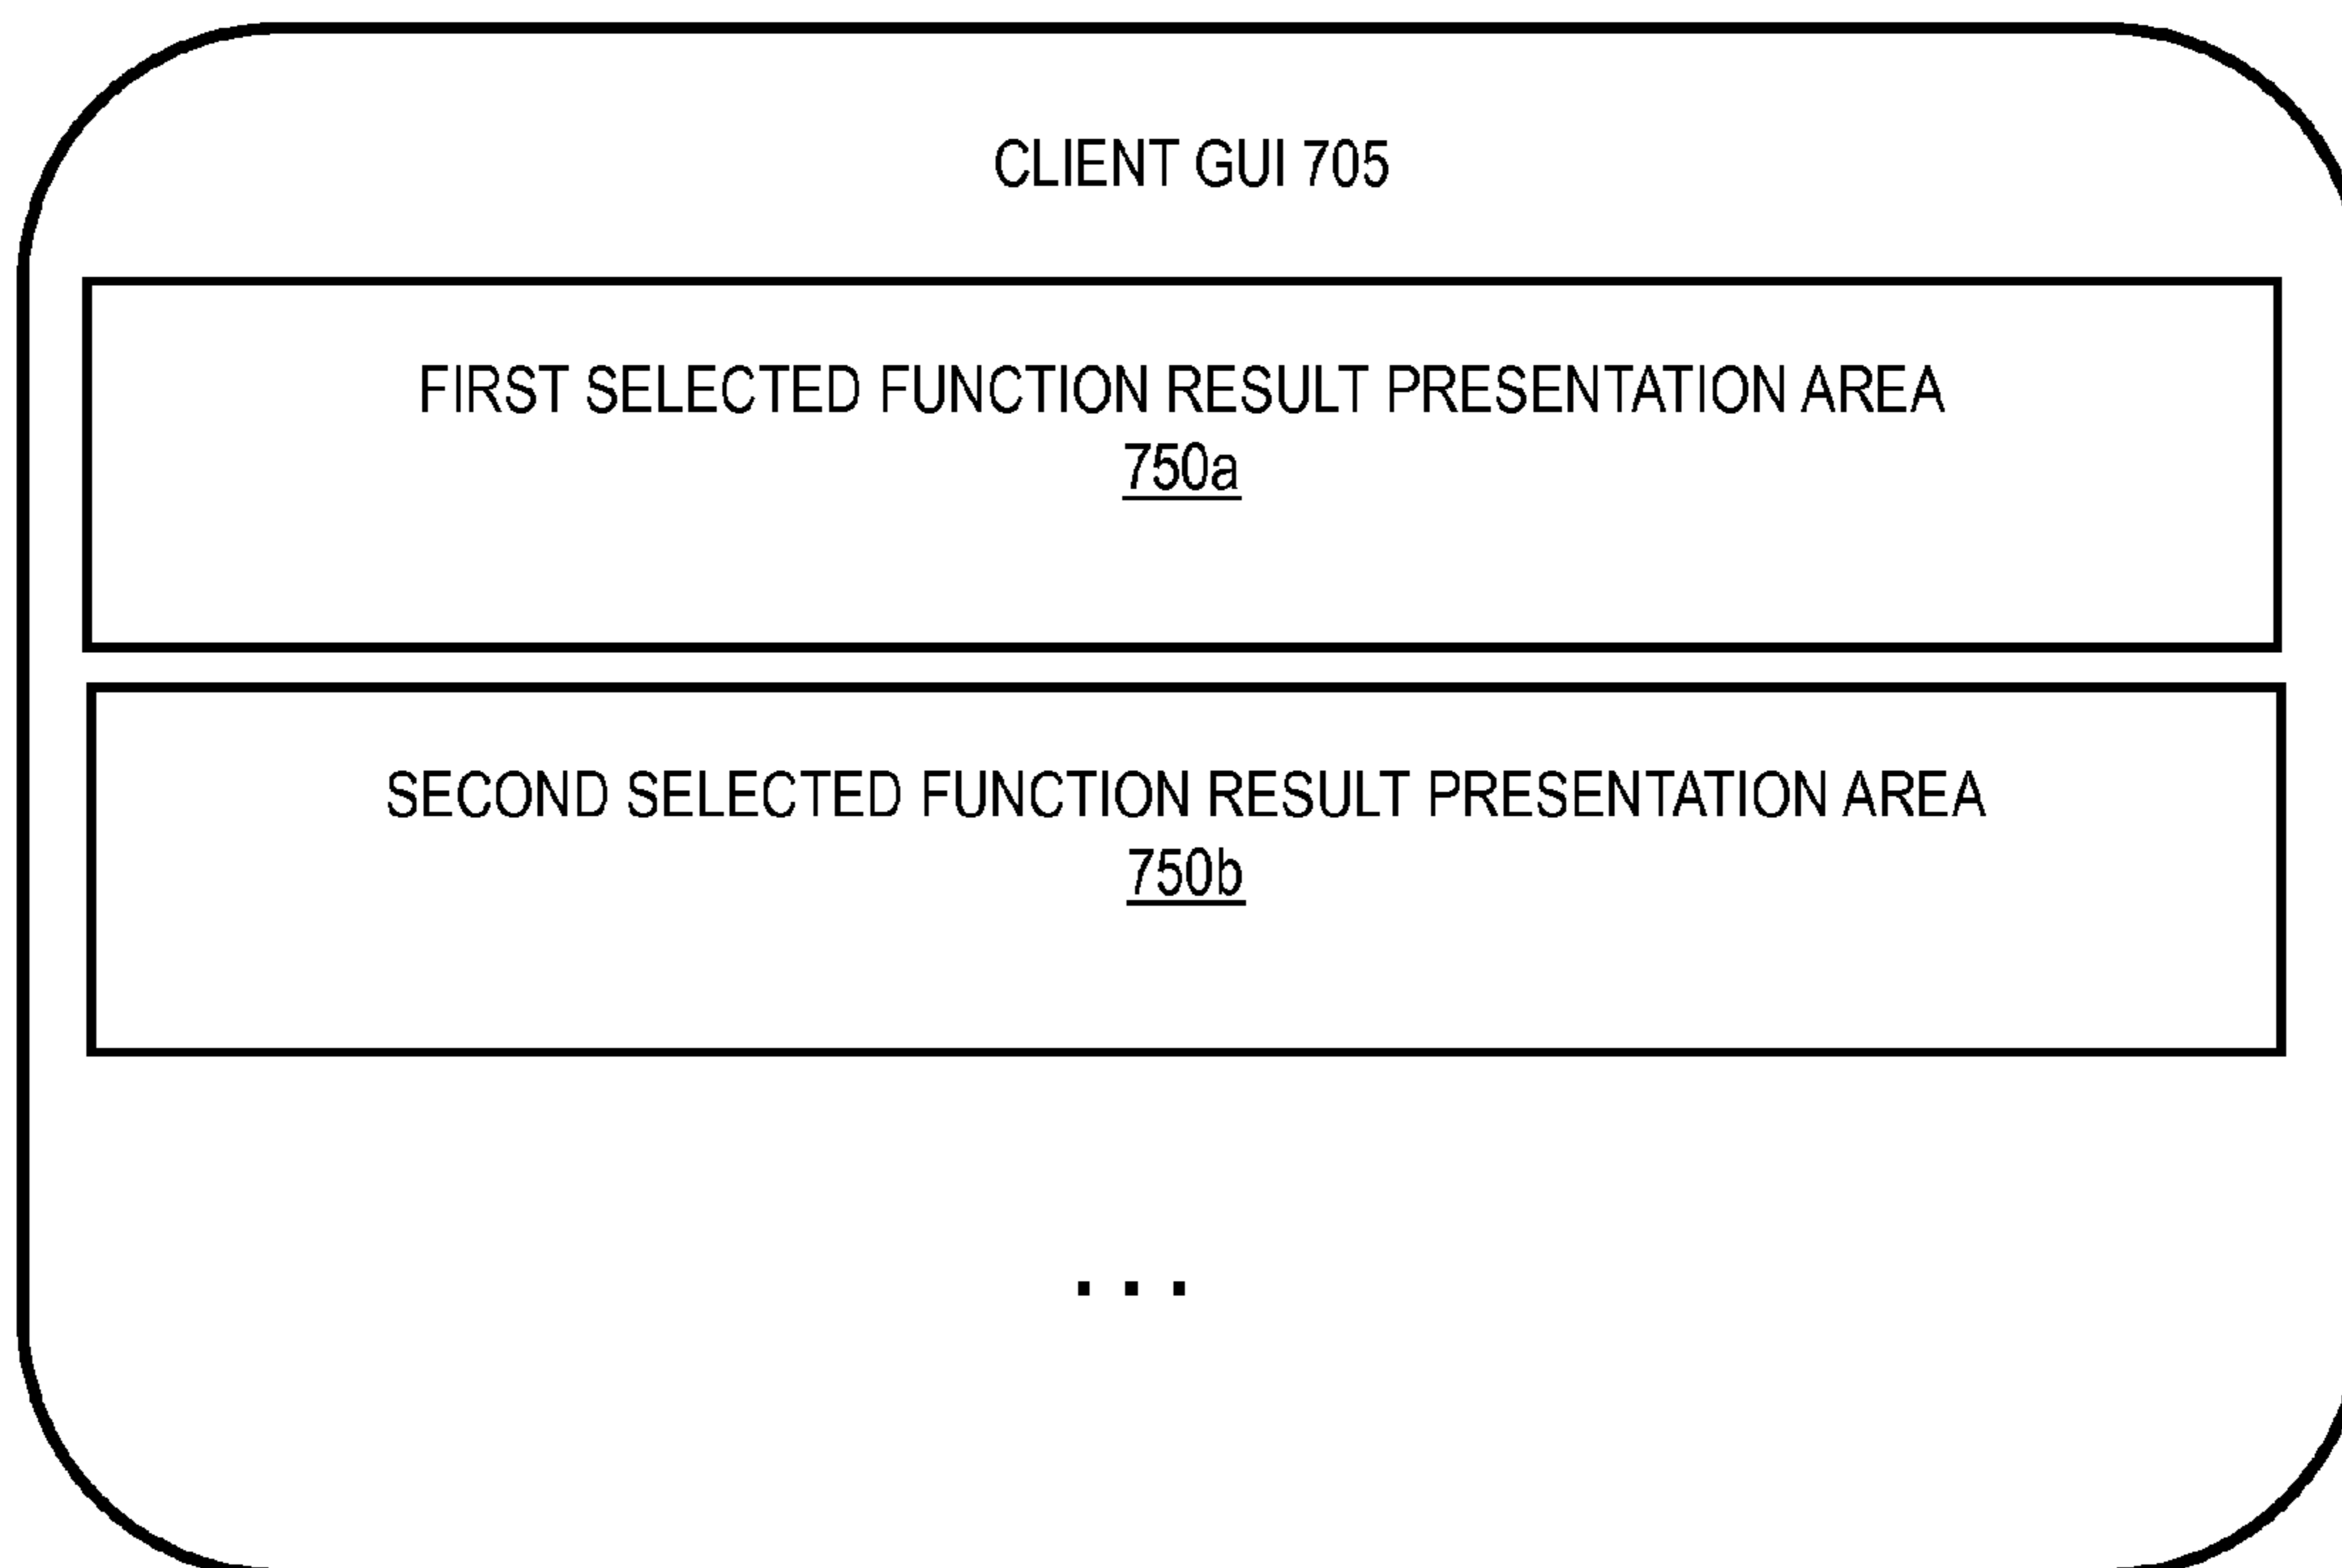 CLIENT GUI 705
FIRST SELECTED FUNCTION RESULT PRESENTATION AREA
750a
SECOND SELECTED FUNCTION RESULT PRESENTATION AREA
750b
...